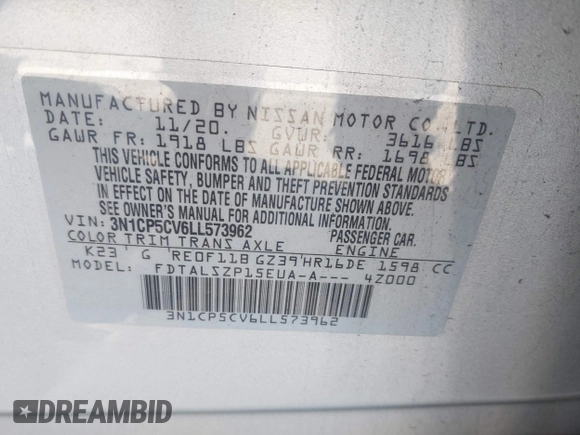 MANUFACTURED BY NISSAN MOTOR CO., LTD.
DATE: 11/20. GVWR: 3616 LBS
GAWR FR: 1918 LBS GAWR RR: 1698 LBS
THIS VEHICLE CONFORMS TO ALL APPLICABLE FEDERAL MOTOR
VEHICLE SAFETY, BUMPER AND THEFT PREVENTION STANDARDS
IN EFFECT ON THE DATE OF MANUFACTURE SHOWN ABOVE.
SEE OWNER'S MANUAL FOR ADDITIONAL INFORMATION.
VIN: 3N1CP5CV6LL573962 PASSENGER CAR.
COLOR TRIM TRANS AXLE ENGINE
K23 G RE0F11B GZ39 HR16DE 1598 CC
MODEL: FDTALSZP15EUA-A--- 4Z000
3N1CP5CV6LL573962
DREAMBID